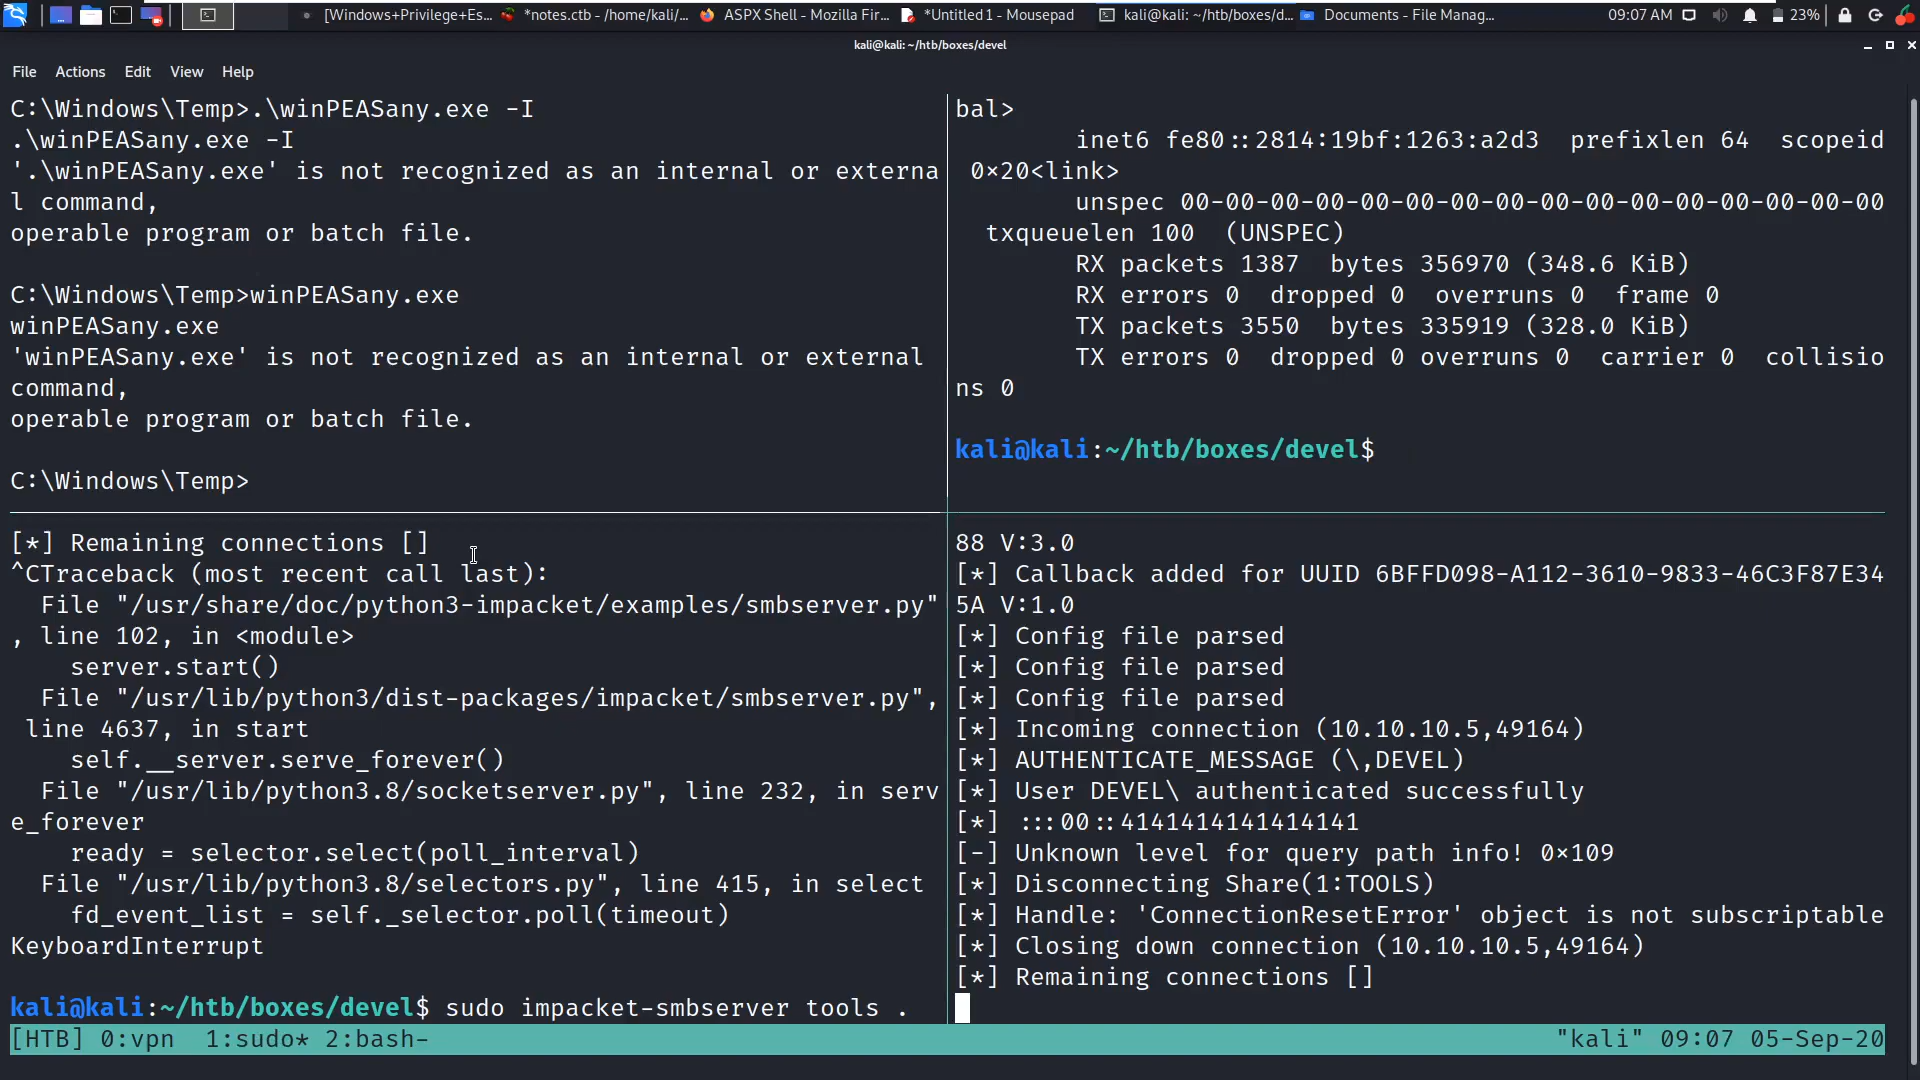 [Windows+Privilege+Es...
*notes.ctb - /home/kali/...
ASPX Shell - Mozilla Fir...
*Untitled 1 - Mousepad
kali@kali: ~/htb/boxes/d...
Documents - File Manag...
09:07 AM
23%
kali@kali: ~/htb/boxes/devel
File Actions Edit View Help
C:\Windows\Temp>.\winPEASany.exe -I
.\winPEASany.exe -I
'.\winPEASany.exe' is not recognized as an internal or externa
l command,
operable program or batch file.
C:\Windows\Temp>winPEASany.exe
winPEASany.exe
'winPEASany.exe' is not recognized as an internal or external
command,
operable program or batch file.
C:\Windows\Temp>
bal>
inet6 fe80::2814:19bf:1263:a2d3  prefixlen 64  scopeid
0×20<link>
unspec 00-00-00-00-00-00-00-00-00-00-00-00-00-00-00-00
txqueuelen 100  (UNSPEC)
RX packets 1387  bytes 356970 (348.6 KiB)
RX errors 0  dropped 0  overruns 0  frame 0
TX packets 3550  bytes 335919 (328.0 KiB)
TX errors 0  dropped 0 overruns 0  carrier 0  collisio
ns 0
kali@kali:~/htb/boxes/devel$
[*] Remaining connections []
^CTraceback (most recent call last):
File "/usr/share/doc/python3-impacket/examples/smbserver.py"
, line 102, in <module>
server.start()
File "/usr/lib/python3/dist-packages/impacket/smbserver.py",
line 4637, in start
self.__server.serve_forever()
File "/usr/lib/python3.8/socketserver.py", line 232, in serv
e_forever
ready = selector.select(poll_interval)
File "/usr/lib/python3.8/selectors.py", line 415, in select
fd_event_list = self._selector.poll(timeout)
KeyboardInterrupt
kali@kali:~/htb/boxes/devel$ sudo impacket-smbserver tools .
88 V:3.0
[*] Callback added for UUID 6BFFD098-A112-3610-9833-46C3F87E34
5A V:1.0
[*] Config file parsed
[*] Config file parsed
[*] Config file parsed
[*] Incoming connection (10.10.10.5,49164)
[*] AUTHENTICATE_MESSAGE (\,DEVEL)
[*] User DEVEL\ authenticated successfully
[*] :::00::4141414141414141
[-] Unknown level for query path info! 0×109
[*] Disconnecting Share(1:TOOLS)
[*] Handle: 'ConnectionResetError' object is not subscriptable
[*] Closing down connection (10.10.10.5,49164)
[*] Remaining connections []
[HTB] 0:vpn  1:sudo* 2:bash-
"kali" 09:07 05-Sep-20